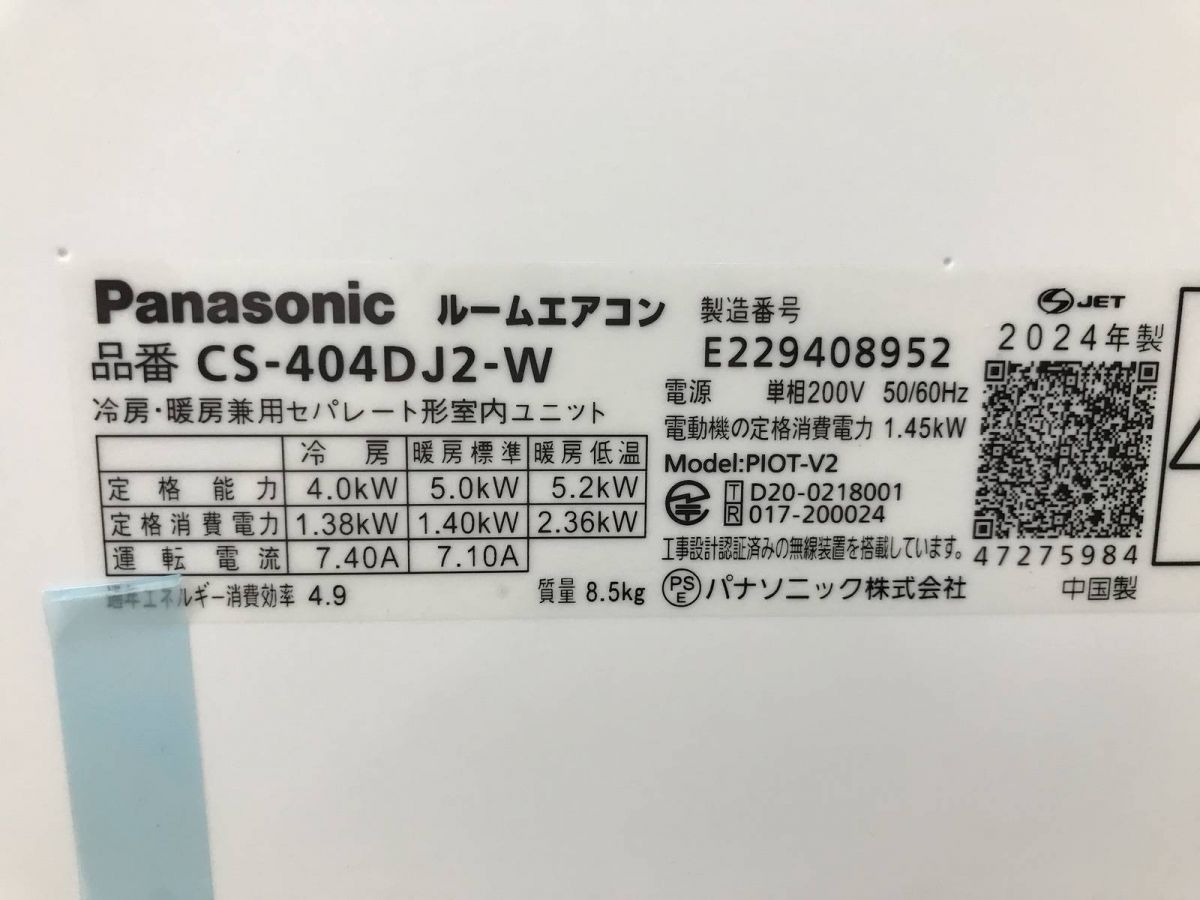 Panasonic ルームエアコン
品番 CS-404DJ2-W
冷房・暖房兼用セパレート形室内ユニット
冷房 暖房標準 暖房低温
定格能力 4.0kW 5.0kW 5.2kW
定格消費電力 1.38kW 1.40kW 2.36kW
運転電流 7.40A 7.10A
通年エネルギー消費効率 4.9 質量 8.5kg
製造番号
E229408952
電源 単相200V 50/60Hz
電動機の定格消費電力 1.45kW
Model:PIOT-V2
T D20-0218001
R 017-200024
工事設計認証済みの無線装置を搭載しています。
PS E パナソニック株式会社
JET
2024年製
47275984
中国製